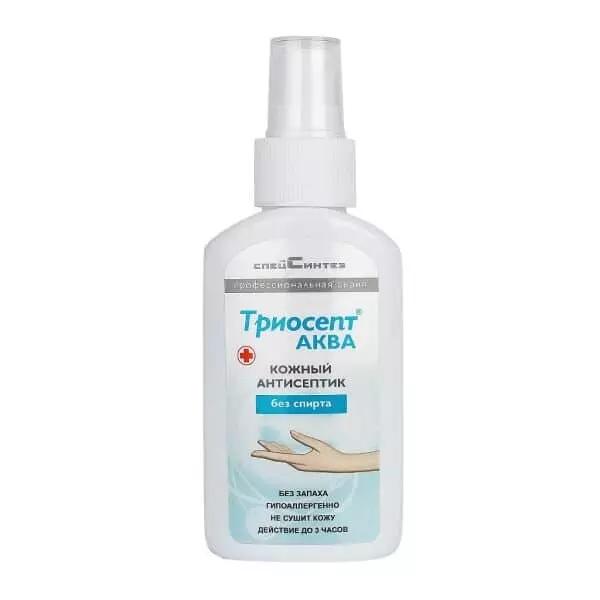 спецСинтез
профессиональная серия
Триосепт®
АКВА
КОЖНЫЙ
АНТИСЕПТИК
без спирта
БЕЗ ЗАПАХА
ГИПОАЛЛЕРГЕННО
НЕ СУШИТ КОЖУ
ДЕЙСТВИЕ ДО 3 ЧАСОВ